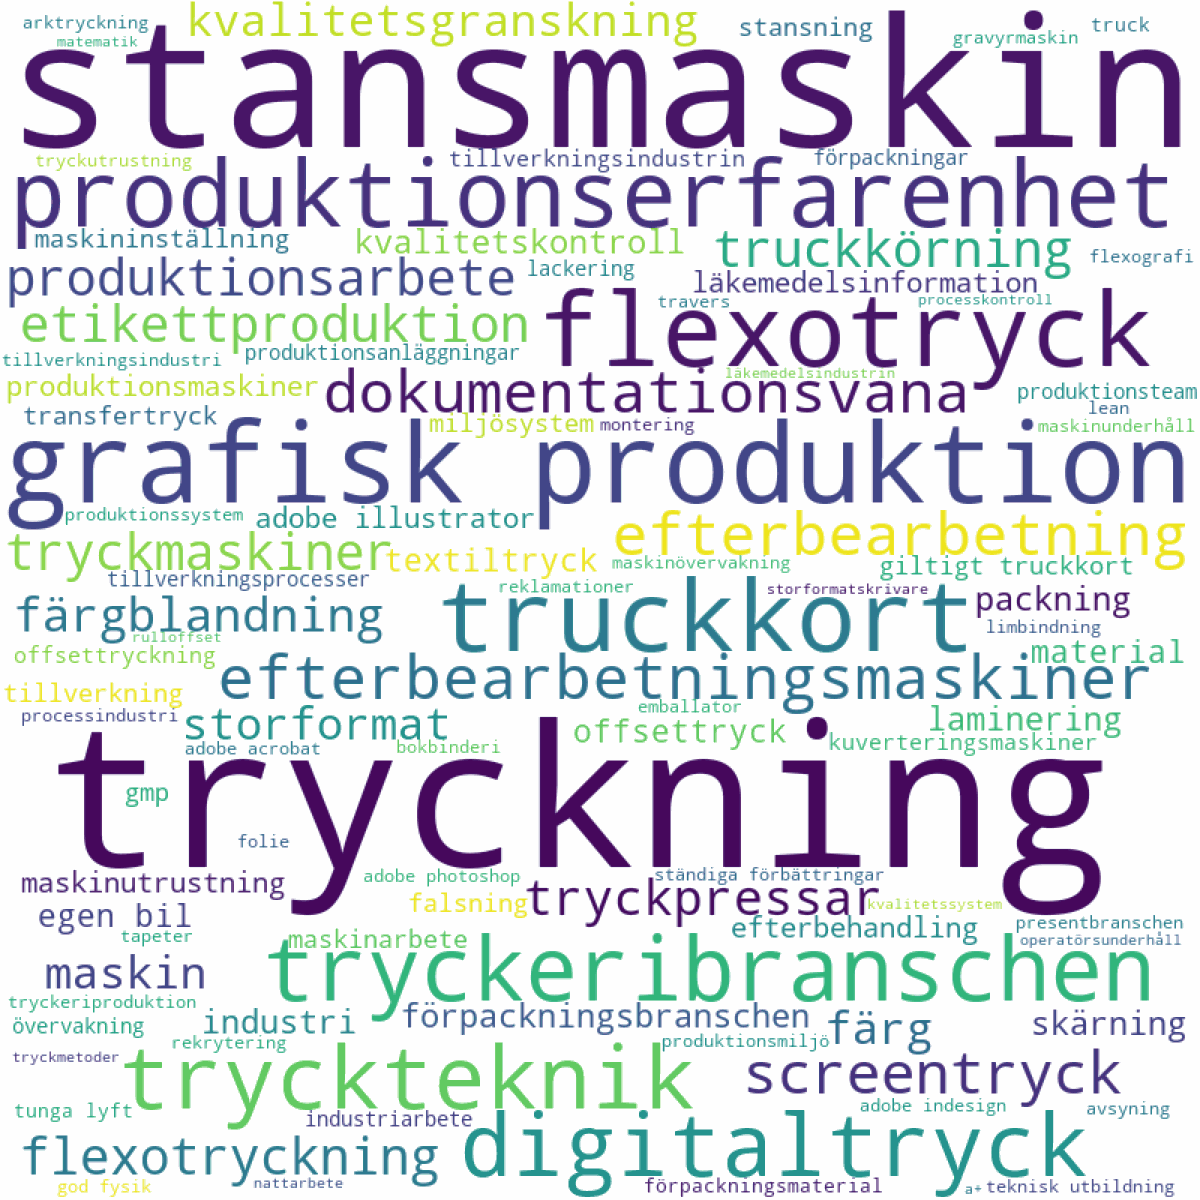 arktryckning
kvalitetsgranskning
stansning
truck
matematik
gravyrmaskin
stansmaskin
tryckutrustning
tillverkningsindustrin
förpackningar
produktionserfarenhet
maskininställning
kvalitetskontroll
truckkörning
flexografi
produktionsarbete
lackering
läkemedelsinformation
travers
processkontroll
etikettproduktion
flexotryck
tillverkningsindustri
produktionsanläggningar
läkemedelsindustrin
produktionsmaskiner
dokumentationsvana
produktionsteam
lean
transfertryck
miljösystem
montering
maskinunderhåll
grafisk produktion
produktionssystem
adobe illustrator
efterbearbetning
tryckmaskiner
textiltryck
maskinövervakning
giltigt truckkort
tillverkningsprocesser
reklamationer
storformatskrivare
färgblandning
truckkort
packning
rulloffset
limbindning
offsettryckning
material
efterbearbetningsmaskiner
tillverkning
emballator
processindustri
storformat
offsettryck
laminering
adobe acrobat
bokbinderi
kuverteringsmaskiner
tryckning
gmp
folie
maskinutrustning
adobe photoshop
ständiga förbättringar
egen bil
falsning
tryckpressar
kvalitetssystem
tapeter
maskinarbete
efterbehandling
presentbranschen
operatörsunderhåll
maskin
tryckeribranschen
tryckeriproduktion
övervakning
industri
förpackningsbranschen
färg
skärning
rekrytering
produktionsmiljö
tryckmetoder
tryckteknik
screentryck
tunga lyft
industriarbete
adobe indesign
avsyning
flexotryckning
digitaltryck
god fysik
nattarbete
förpackningsmaterial
a+
teknisk utbildning